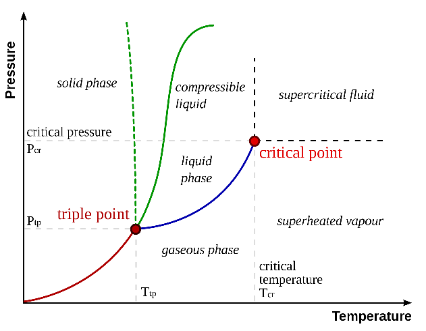 Pressure
solid phase
compressible
liquid
supercritical fluid
critical pressure
Pcr
liquid
phase
critical point
Ptp
triple point
superheated vapour
gaseous phase
critical
temperature
Tcr
Ttp
Temperature